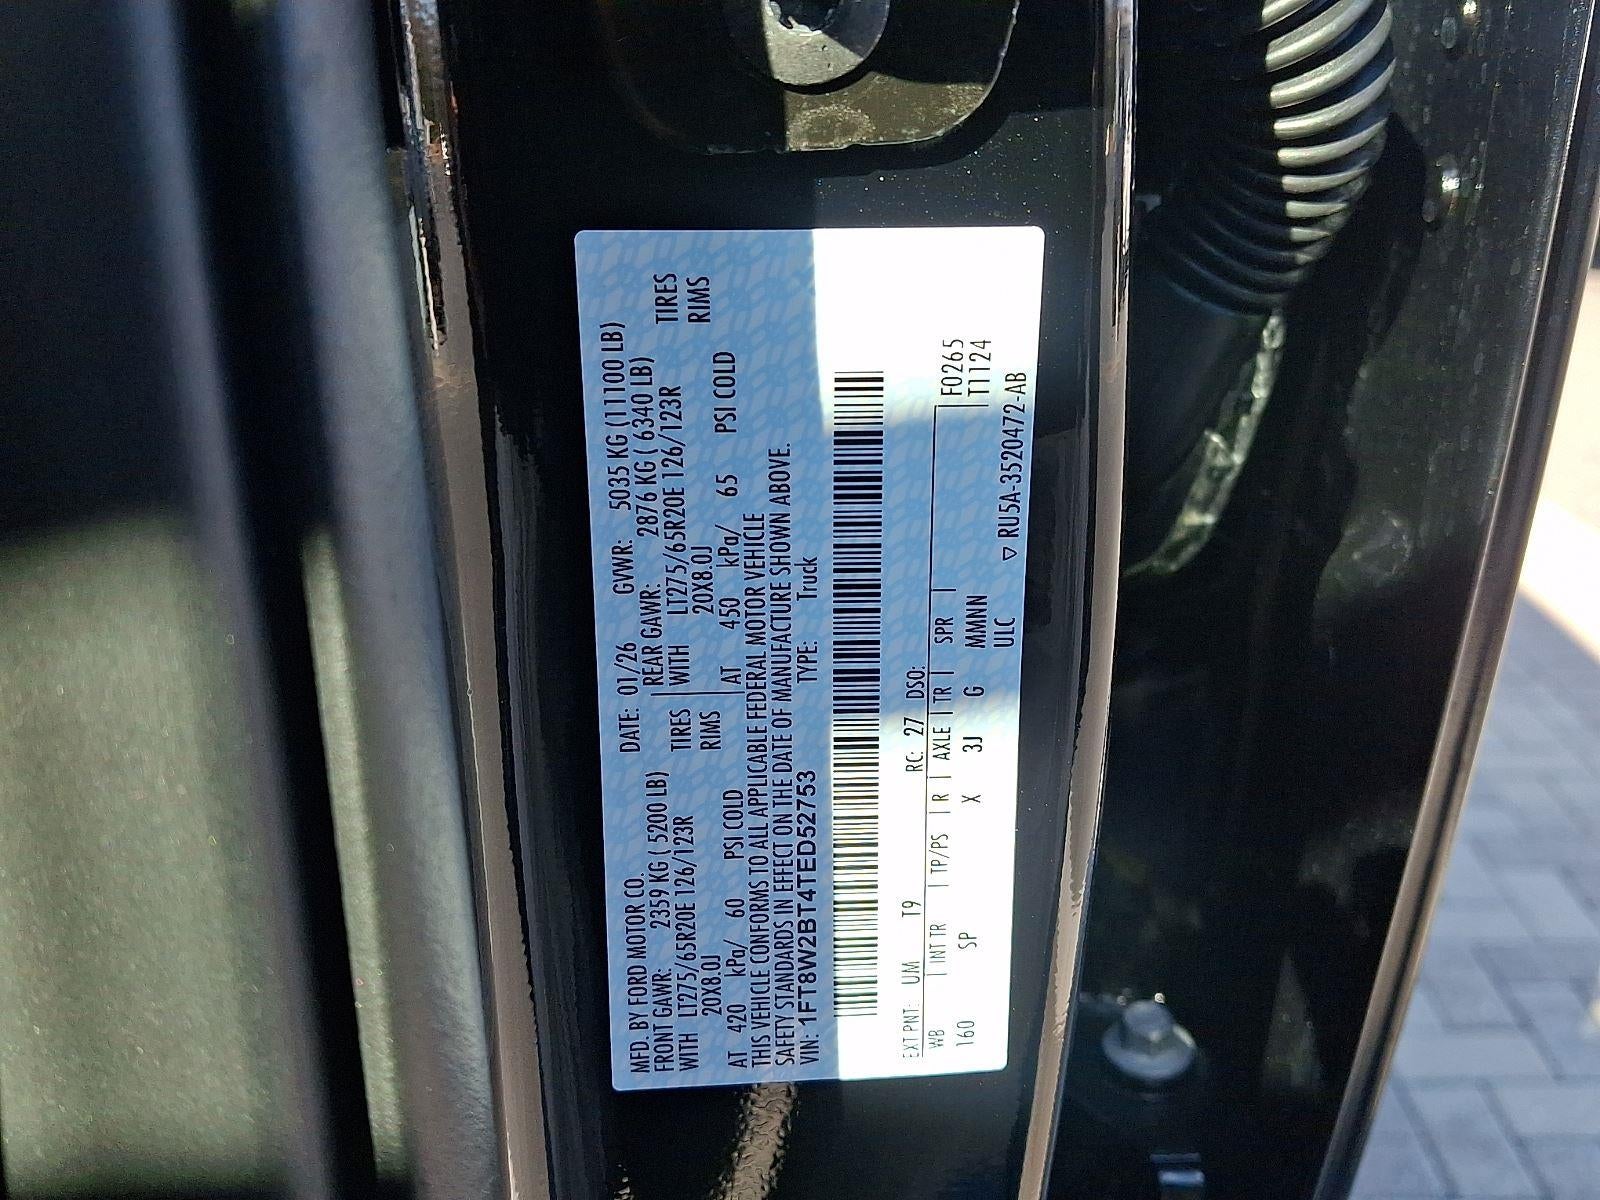 MFD. BY FORD MOTOR CO. DATE: 01/26 GVWR: 5035 KG (11100 LB)
FRONT GAWR: 2359 KG ( 5200 LB) REAR GAWR: 2876 KG ( 6340 LB)
WITH LT275/65R20E 126/123R TIRES WITH LT275/65R20E 126/123R TIRES
20X8.0J RIMS 20X8.0J RIMS
AT 420 kPa/ 60 PSI COLD AT 450 kPa/ 65 PSI COLD
THIS VEHICLE CONFORMS TO ALL APPLICABLE FEDERAL MOTOR VEHICLE
SAFETY STANDARDS IN EFFECT ON THE DATE OF MANUFACTURE SHOWN ABOVE.
VIN: 1FT8W2BT4TED52753 TYPE: Truck
EXT PNT: UM T9 RC: 27 DSO:
WB | INT TR | TP/PS | R | AXLE | TR | SPR | F0265
160 SP X 3J G MMNN T1124
ULC ▽ RU5A-3520472-AB